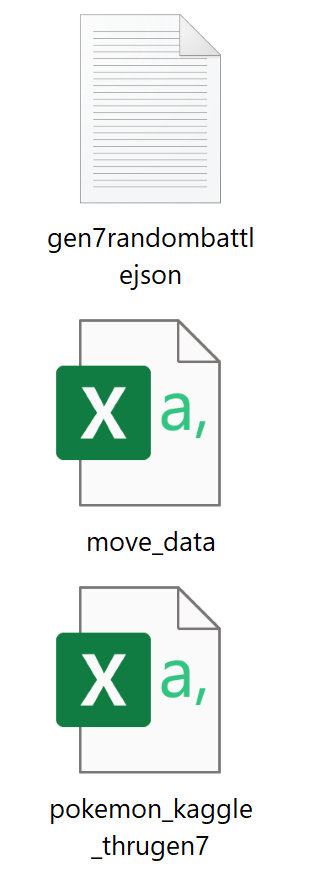 gen7randombattl
ejson
X a,
move_data
X a,
pokemon_kaggle
_thrugen7